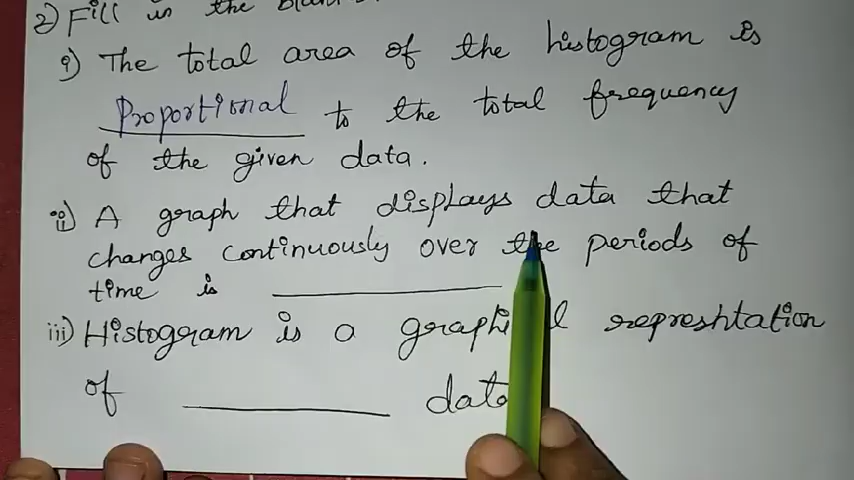 2) Fill in the
i) The total area of the histogram is
Proportional to the total frequency
of the given data.
ii) A graph that displays data that
changes continuously over the periods of
time is
iii) Histogram is a represhtation
of data